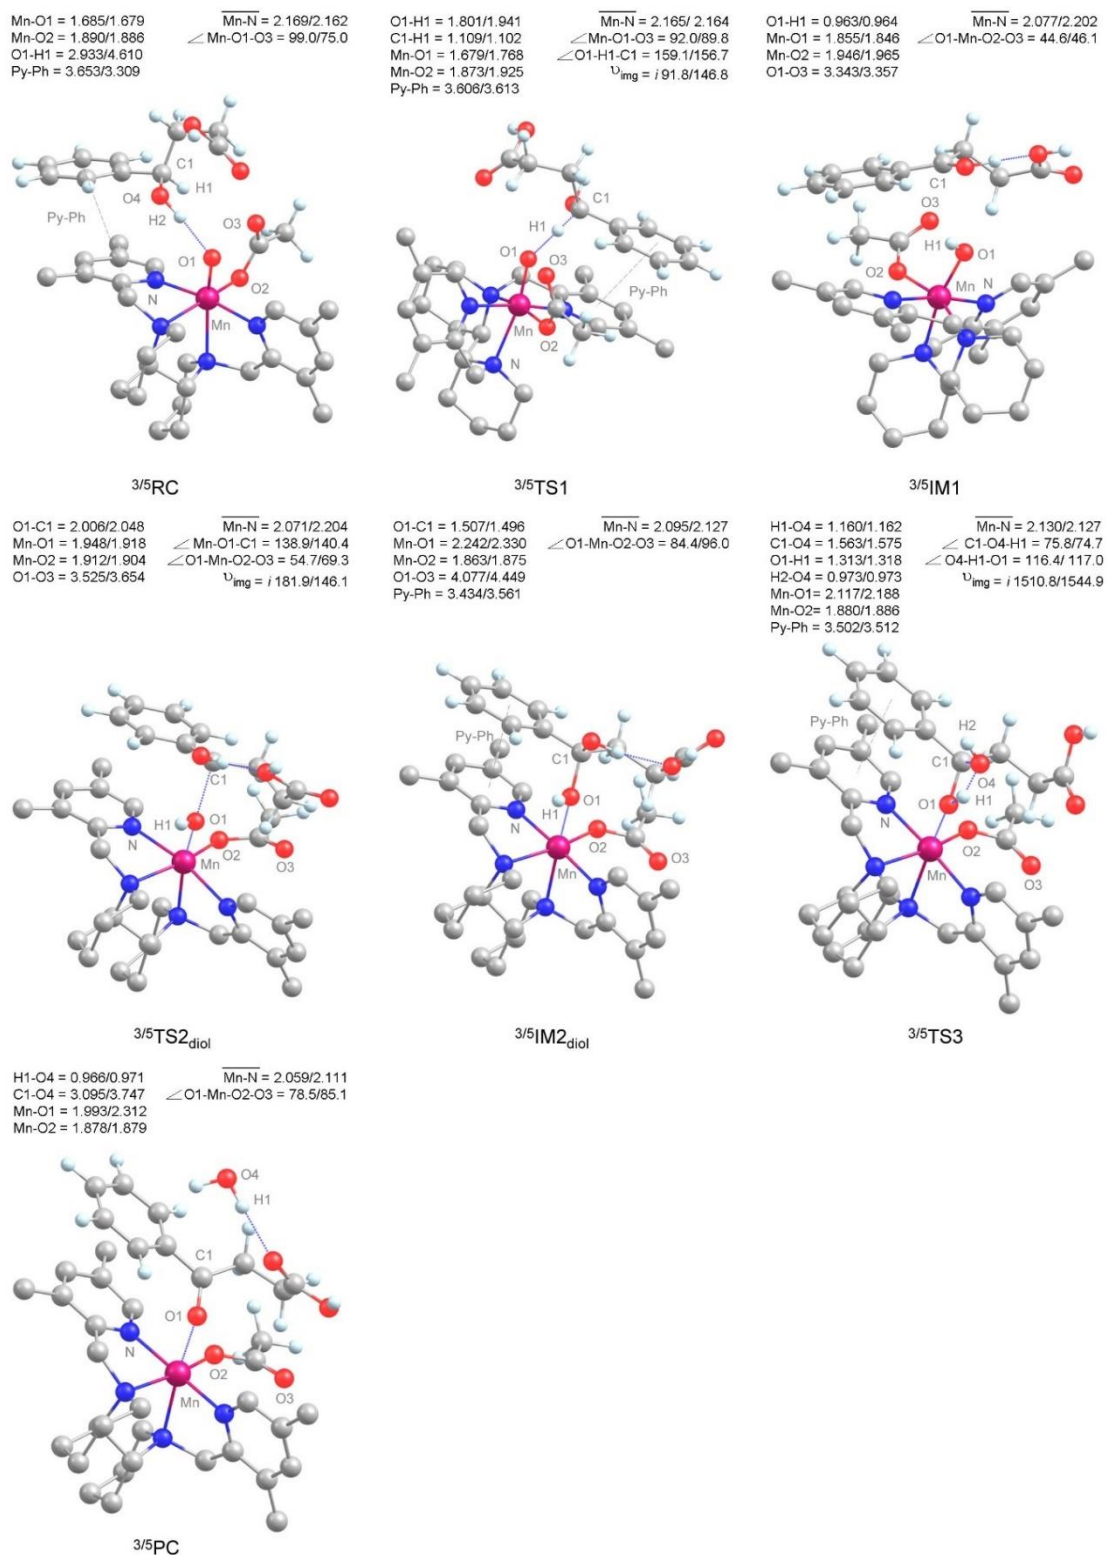 Mn-O1 = 1.685/1.679
Mn-N = 2.169/2.162
Mn-O2 = 1.890/1.886
∠ Mn-O1-O3 = 99.0/75.0
O1-H1 = 2.933/4.610
Py-Ph = 3.653/3.309
C1
H1
O4
H2
Py-Ph
O3
O1
O2
N
Mn
3/5RC
O1-H1 = 1.801/1.941
Mn-N = 2.165/ 2.164
C1-H1 = 1.109/1.102
∠Mn-O1-O3 = 92.0/89.8
Mn-O1 = 1.679/1.768
∠O1-H1-C1 = 159.1/156.7
Mn-O2 = 1.873/1.925
υimg = i 91.8/146.8
Py-Ph = 3.606/3.613
H1
C1
O1
O3
Py-Ph
Mn
O2
N
3/5TS1
O1-H1 = 0.963/0.964
Mn-N = 2.077/2.202
Mn-O1 = 1.855/1.846
∠O1-Mn-O2-O3 = 44.6/46.1
Mn-O2 = 1.946/1.965
O1-O3 = 3.343/3.357
C1
O3
H1
O1
O2
Mn
N
3/5IM1
O1-C1 = 2.006/2.048
Mn-N = 2.071/2.204
Mn-O1 = 1.948/1.918
∠ Mn-O1-C1 = 138.9/140.4
Mn-O2 = 1.912/1.904
∠O1-Mn-O2-O3 = 54.7/69.3
O1-O3 = 3.525/3.654
υimg = i 181.9/146.1
C1
H1
O1
N
O2
Mn
O3
3/5TS2diol
O1-C1 = 1.507/1.496
Mn-N = 2.095/2.127
Mn-O1 = 2.242/2.330
∠O1-Mn-O2-O3 = 84.4/96.0
Mn-O2 = 1.863/1.875
O1-O3 = 4.077/4.449
Py-Ph = 3.434/3.561
Py-Ph
C1
O1
H1
N
O2
Mn
O3
3/5IM2diol
H1-O4 = 1.160/1.162
Mn-N = 2.130/2.127
C1-O4 = 1.563/1.575
∠ C1-O4-H1 = 75.8/74.7
O1-H1 = 1.313/1.318
∠ O4-H1-O1 = 116.4/ 117.0
H2-O4 = 0.973/0.973
υimg = i 1510.8/1544.9
Mn-O1= 2.117/2.188
Mn-O2= 1.880/1.886
Py-Ph = 3.502/3.512
Py-Ph
H2
C1
O4
O1
H1
N
O2
Mn
O3
3/5TS3
H1-O4 = 0.966/0.971
Mn-N = 2.059/2.111
C1-O4 = 3.095/3.747
∠O1-Mn-O2-O3 = 78.5/85.1
Mn-O1 = 1.993/2.312
Mn-O2 = 1.878/1.879
O4
H1
C1
O1
N
O2
Mn
O3
3/5PC